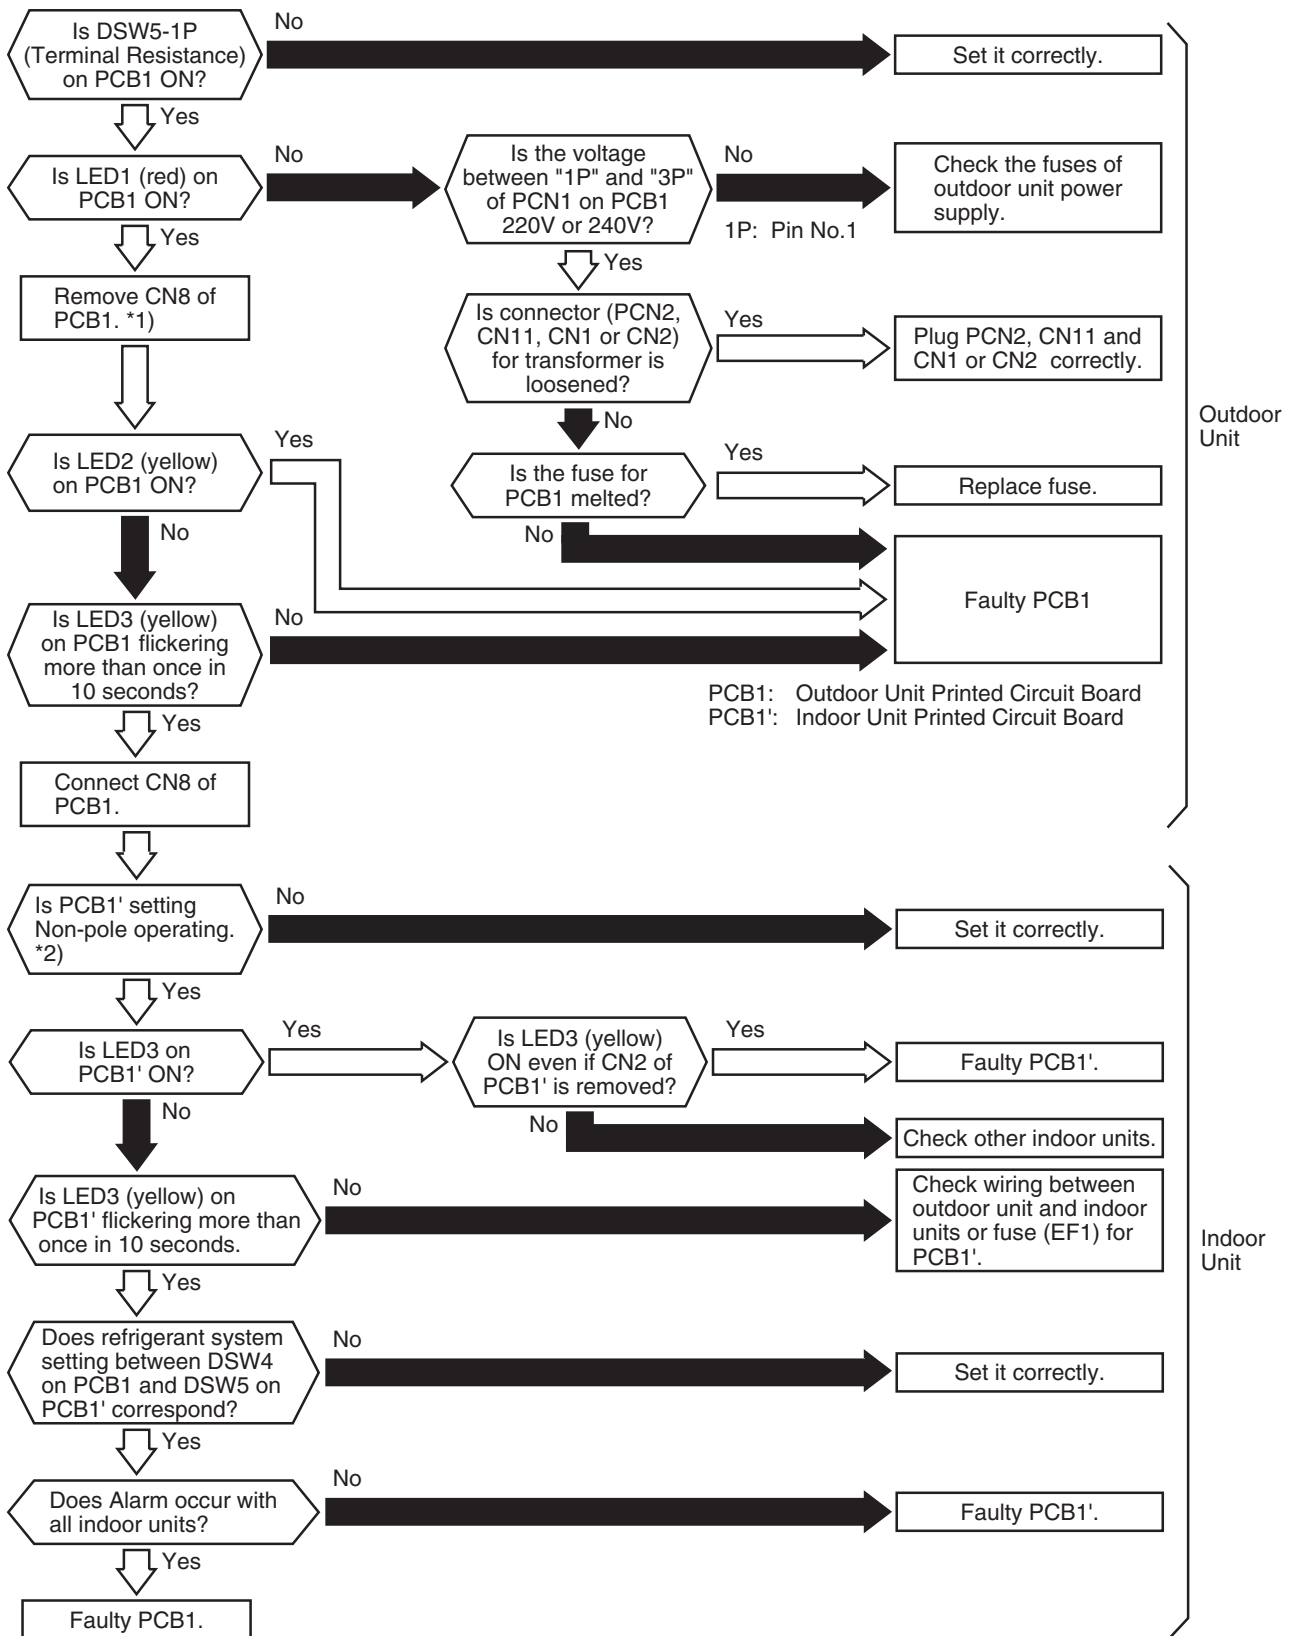 Is DSW5-1P
(Terminal Resistance)
on PCB1 ON?
No
Set it correctly.
Yes
Is LED1 (red) on
PCB1 ON?
No
Is the voltage
between "1P" and "3P"
of PCN1 on PCB1
220V or 240V?
No
1P: Pin No.1
Check the fuses of
outdoor unit power
supply.
Yes
Yes
Remove CN8 of
PCB1. *1)
Is connector (PCN2,
CN11, CN1 or CN2)
for transformer is
loosened?
Yes
Plug PCN2, CN11 and
CN1 or CN2 correctly.
No
Outdoor
Unit
Is LED2 (yellow)
on PCB1 ON?
Yes
Is the fuse for
PCB1 melted?
Yes
Replace fuse.
No
No
Faulty PCB1
Is LED3 (yellow)
on PCB1 flickering
more than once in
10 seconds?
No
PCB1: Outdoor Unit Printed Circuit Board
PCB1': Indoor Unit Printed Circuit Board
Yes
Connect CN8 of
PCB1.
Is PCB1' setting
Non-pole operating.
*2)
No
Set it correctly.
Yes
Is LED3 on
PCB1' ON?
Yes
Is LED3 (yellow)
ON even if CN2 of
PCB1' is removed?
Yes
Faulty PCB1'.
No
No
Check other indoor units.
Is LED3 (yellow) on
PCB1' flickering more than
once in 10 seconds.
No
Check wiring between
outdoor unit and indoor
units or fuse (EF1) for
PCB1'.
Indoor
Unit
Yes
Does refrigerant system
setting between DSW4
on PCB1 and DSW5 on
PCB1' correspond?
No
Set it correctly.
Yes
Does Alarm occur with
all indoor units?
No
Faulty PCB1'.
Yes
Faulty PCB1.